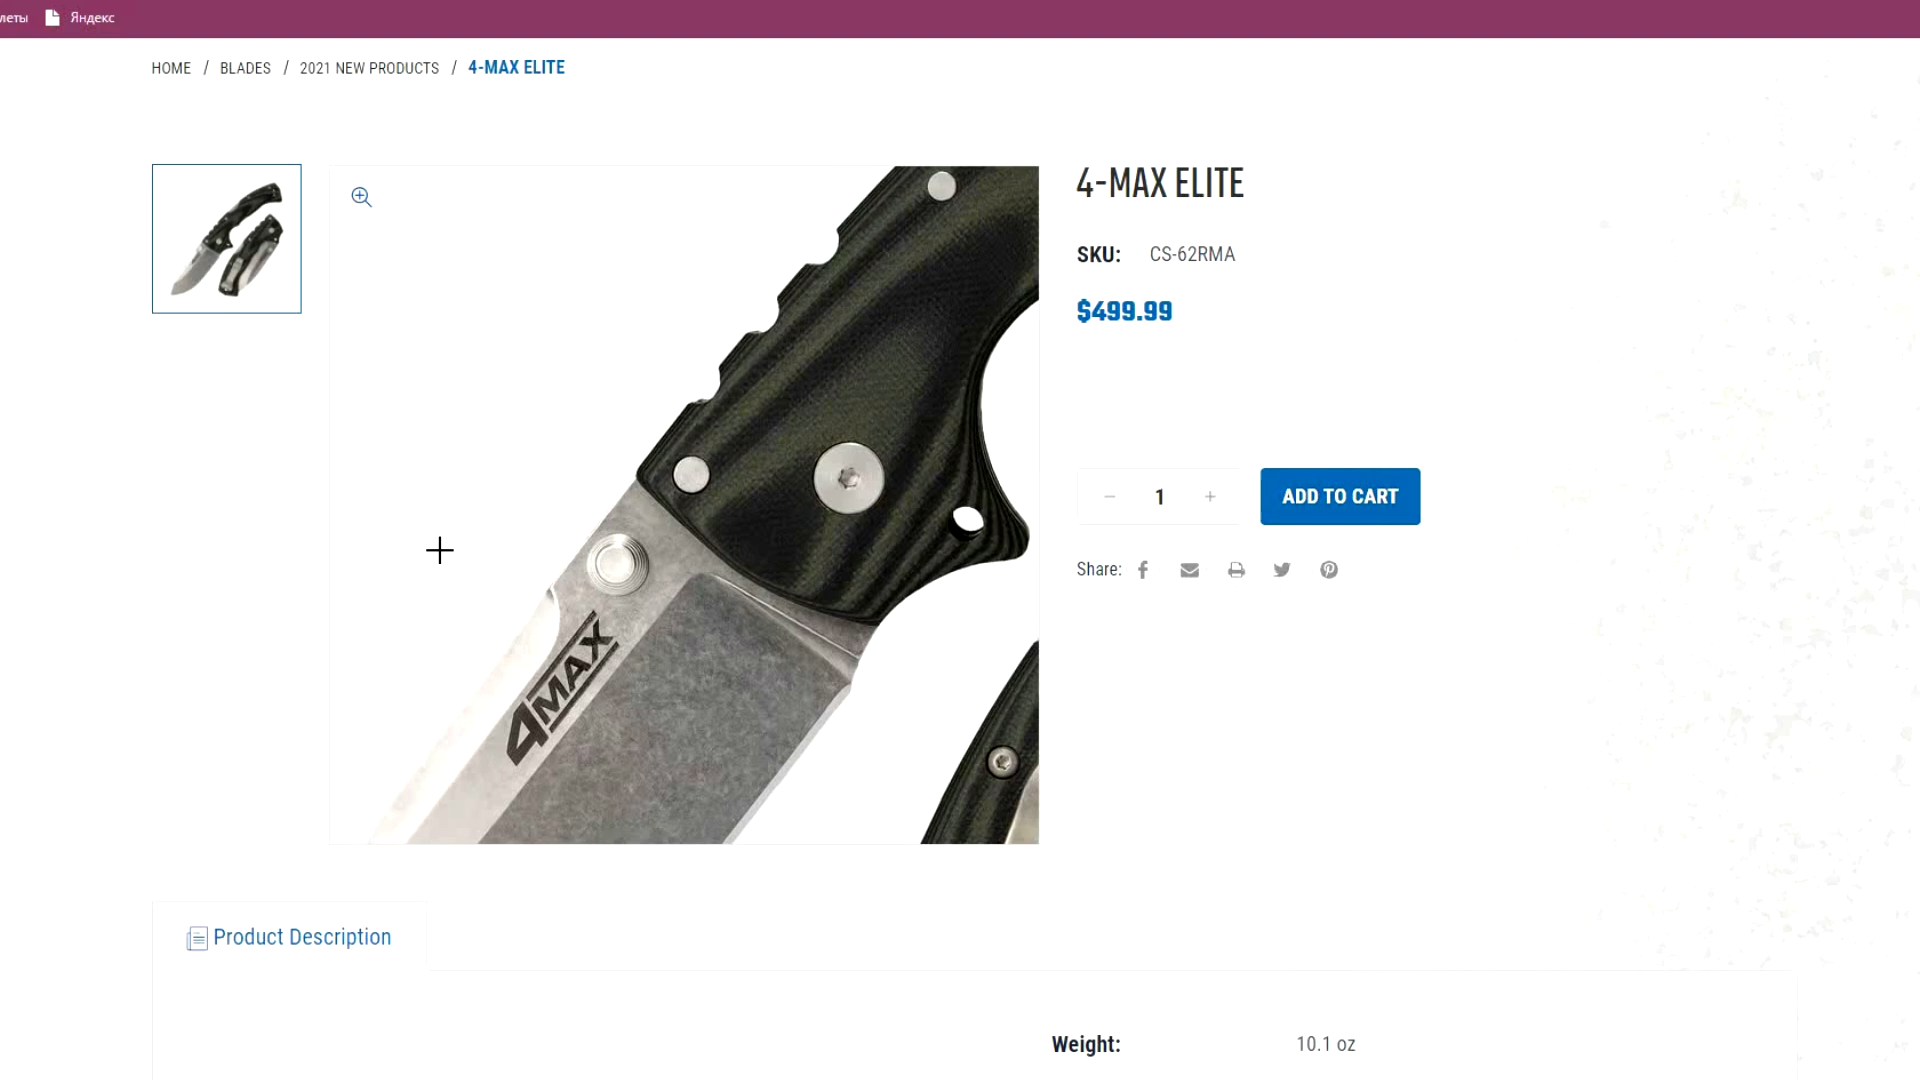 леты Яндекс
HOME / BLADES / 2021 NEW PRODUCTS / 4-MAX ELITE
4-MAX ELITE
SKU: CS-62RMA
$499.99
− 1 + ADD TO CART
Share:
4MAX
Product Description
Weight: 10.1 oz